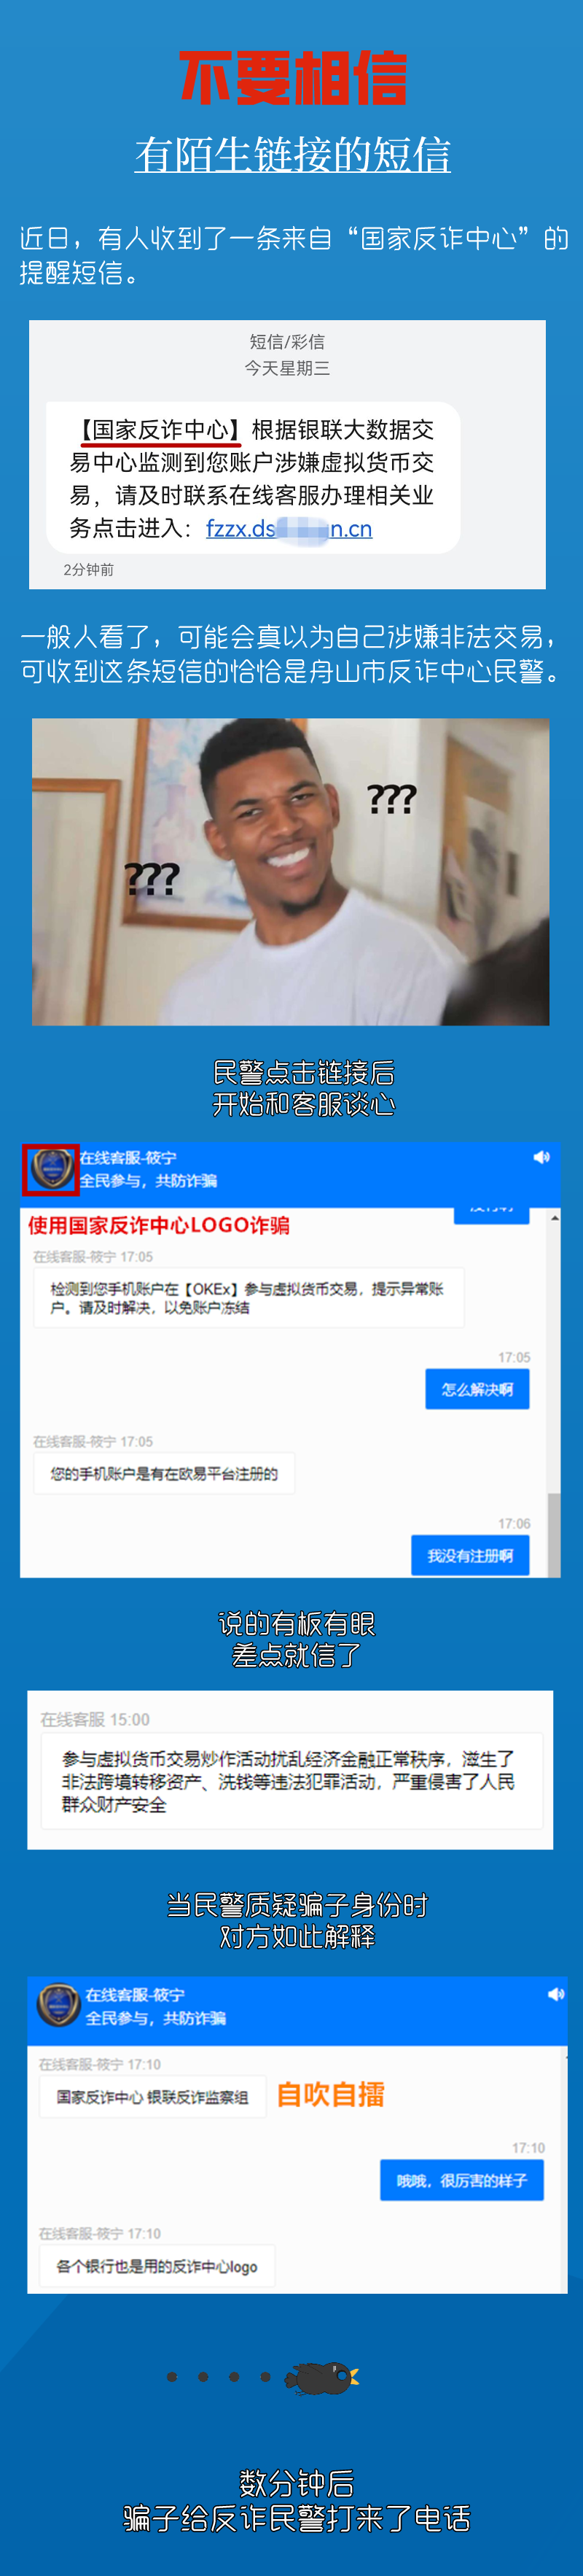 不要相信
有陌生链接的短信
近日，有人收到了一条来自“国家反诈中心”的
提醒短信。
短信/彩信
今天星期三
【国家反诈中心】根据银联大数据交
易中心监测到您账户涉嫌虚拟货币交
易，请及时联系在线客服办理相关业
务点击进入：fzzx.ds n.cn
2分钟前
一般人看了，可能会真以为自己涉嫌非法交易，
可收到这条短信的恰恰是舟山市反诈中心民警。
???
???
民警点击链接后
开始和客服谈心
在线客服-筱宁
全民参与，共防诈骗
使用国家反诈中心LOGO诈骗
在线客服-筱宁 17:05
检测到您手机账户在【OKEx】参与虚拟货币交易，提示异常账
户。请及时解决，以免账户冻结
17:05
怎么解决啊
在线客服-筱宁 17:05
您的手机账户是有在欧易平台注册的
17:06
我没有注册啊
说的有板有眼
差点就信了
在线客服 15:00
参与虚拟货币交易炒作活动扰乱经济金融正常秩序，滋生了
非法跨境转移资产、洗钱等违法犯罪活动，严重侵害了人民
群众财产安全
当民警质疑骗子身份时
对方如此解释
在线客服-筱宁
全民参与，共防诈骗
在线客服-筱宁 17:10
国家反诈中心 银联反诈监察组
自吹自擂
17:10
哦哦，很厉害的样子
在线客服-筱宁 17:10
各个银行也是用的反诈中心logo
数分钟后
骗子给反诈民警打来了电话